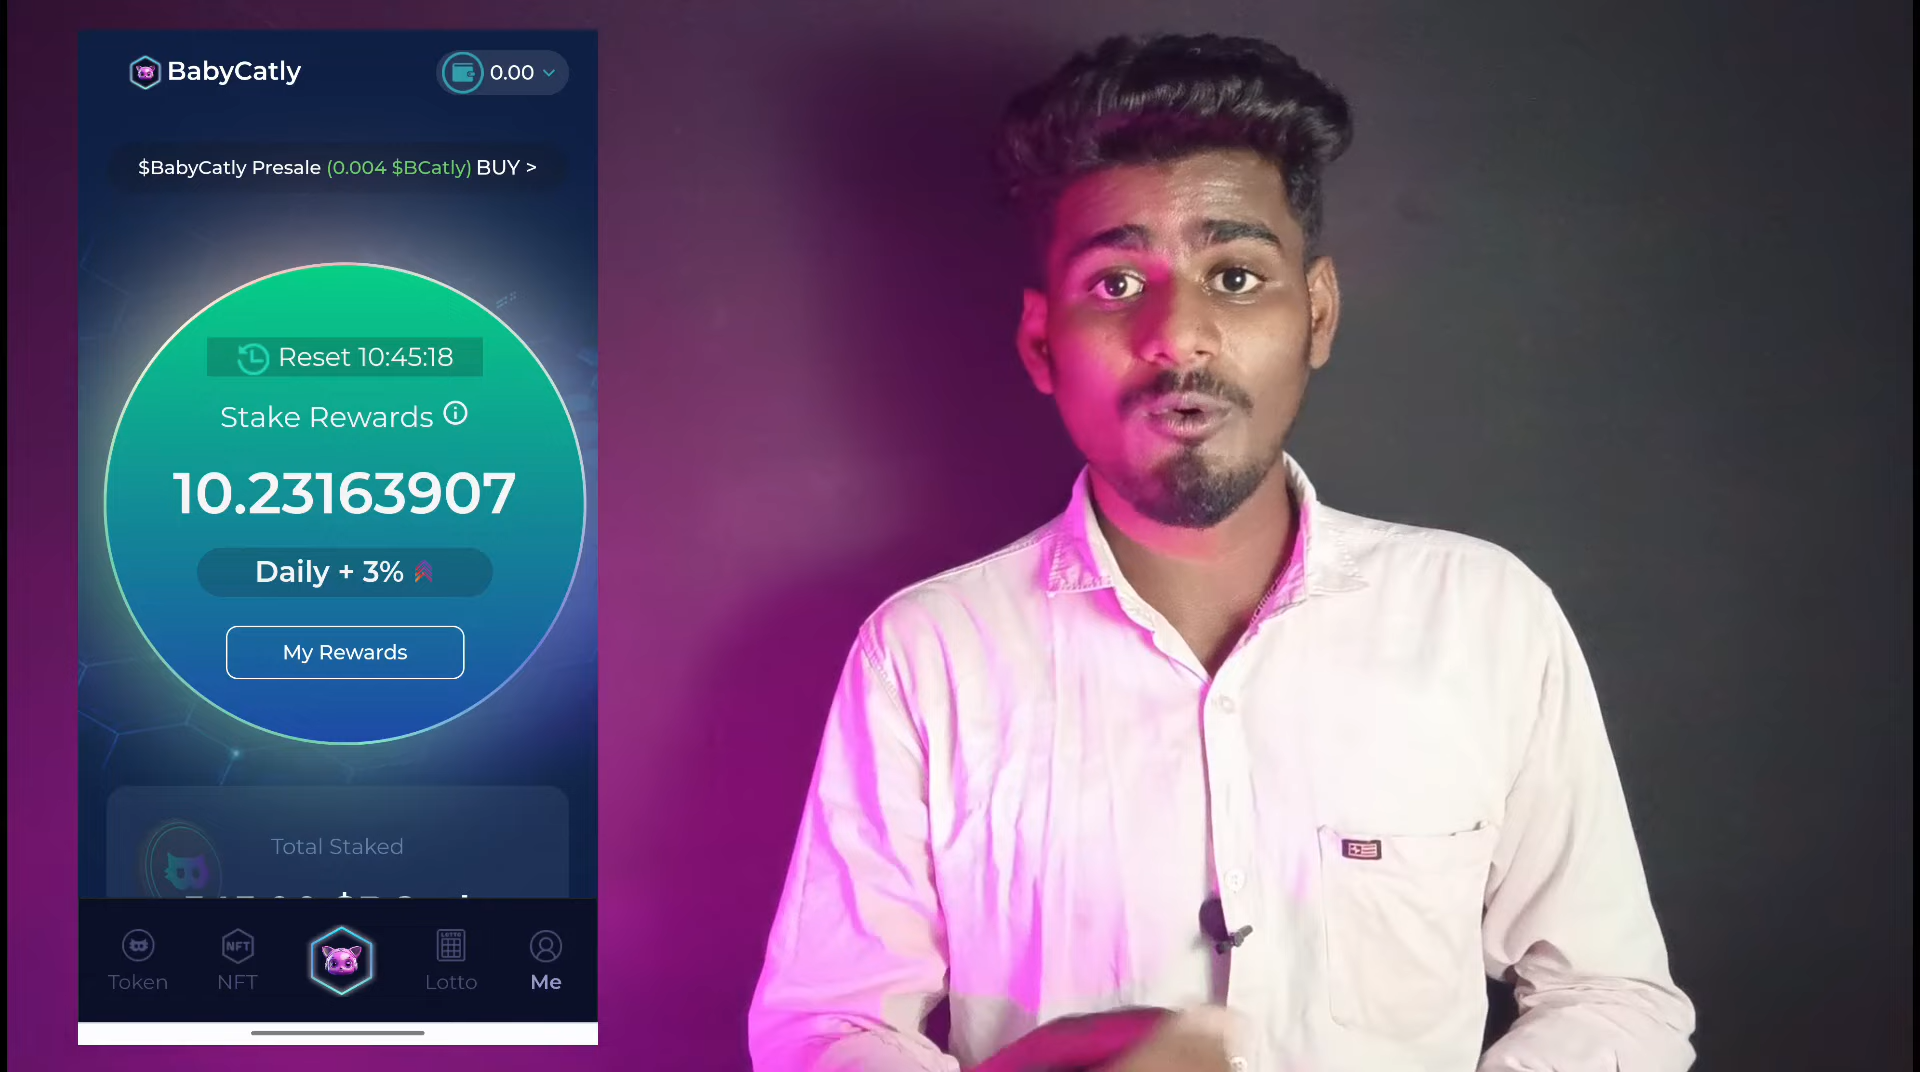 BabyCatly
0.00
$BabyCatly Presale (0.004 $BCatly) BUY >
Reset 10:45:18
Stake Rewards
10.23163907
Daily + 3%
My Rewards
Total Staked
Token
NFT
NFT
LOTTO
Lotto
Me